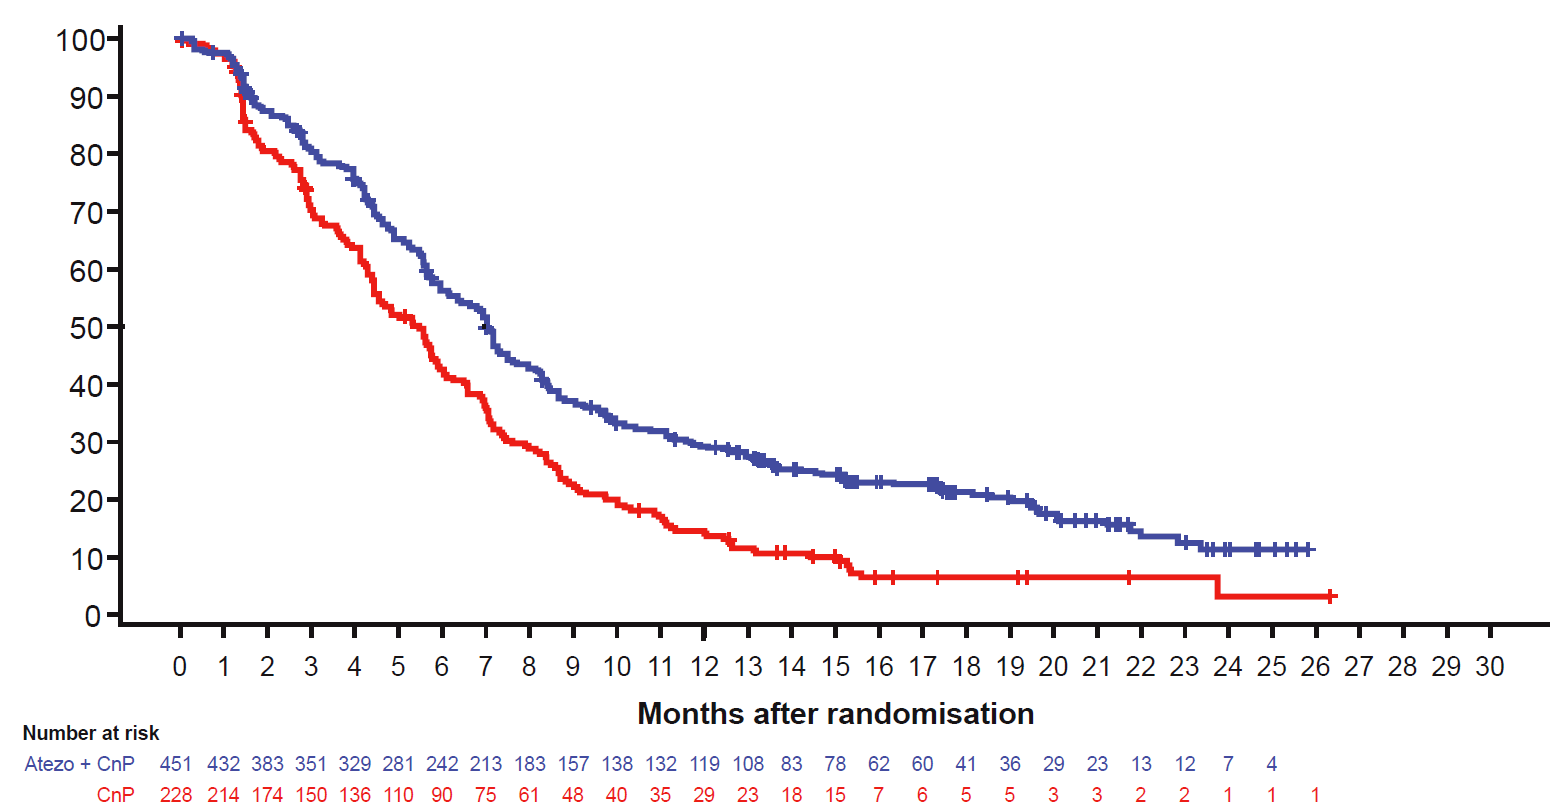 100
90
80
70
60
50
40
30
20
10
0
0 1 2 3 4 5 6 7 8 9 10 11 12 13 14 15 16 17 18 19 20 21 22 23 24 25 26 27 28 29 30
Months after randomisation
Number at risk
Atezo + CnP 451 432 383 351 329 281 242 213 183 157 138 132 119 108 83 78 62 60 41 36 29 23 13 12 7 4
CnP 228 214 174 150 136 110 90 75 61 48 40 35 29 23 18 15 7 6 5 5 3 3 2 2 1 1 1